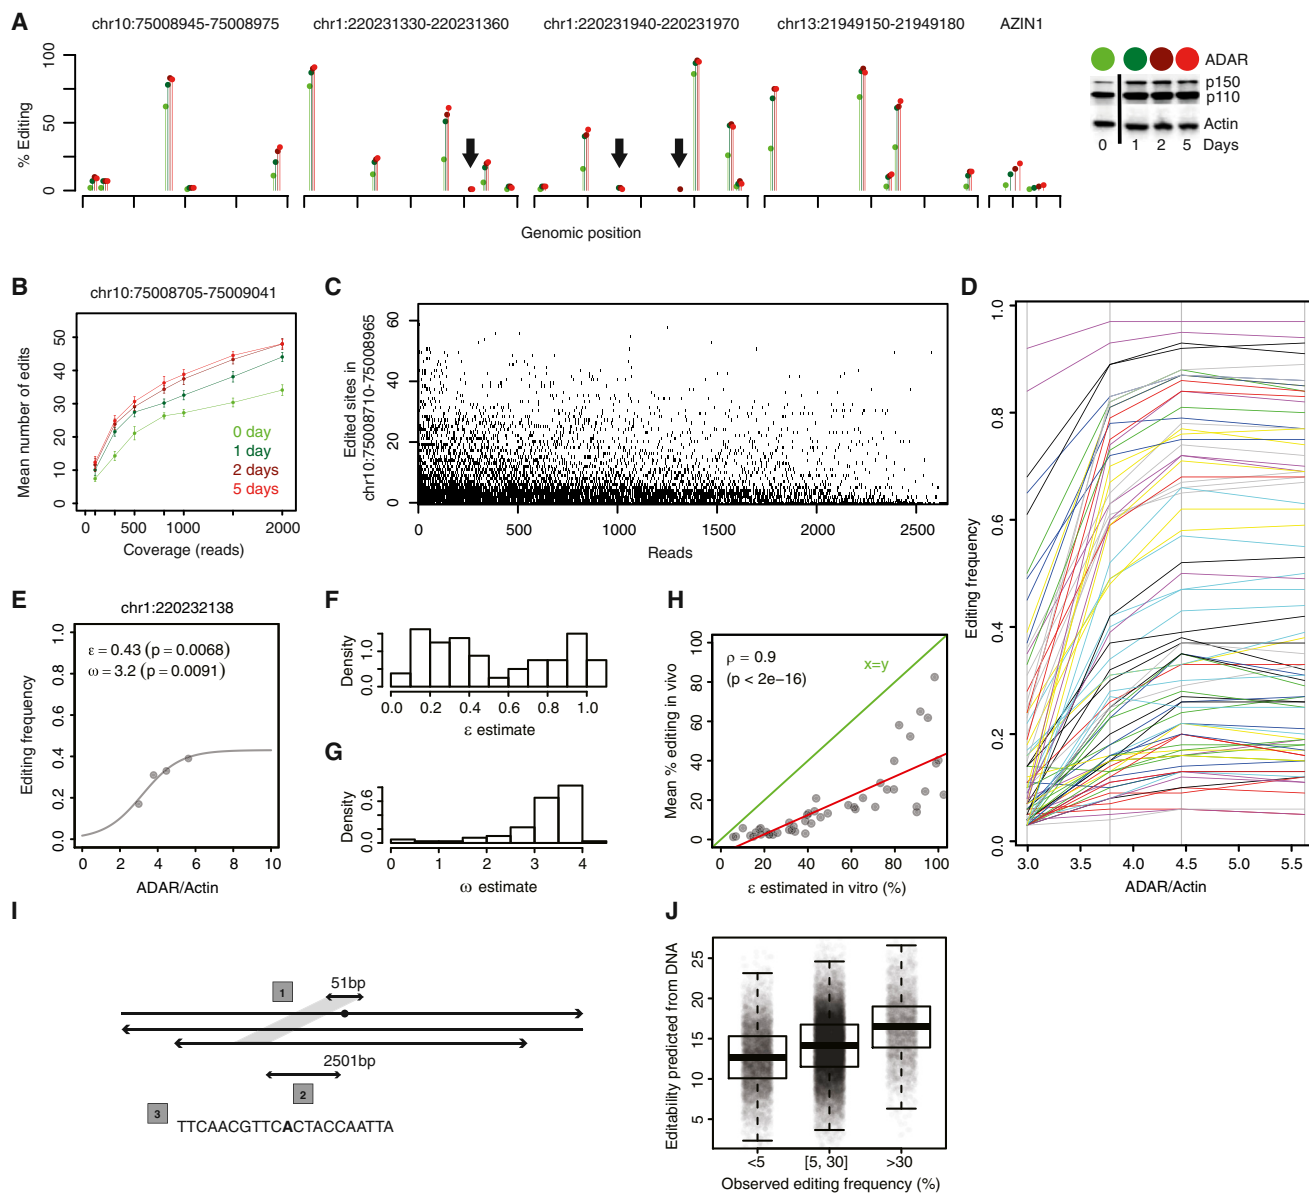 A
chr10:75008945-75008975
chr1:220231330-220231360
chr1:220231940-220231970
chr13:21949150-21949180
AZIN1
% Editing
100
50
0
Genomic position
ADAR
p150
p110
Actin
0 1 2 5 Days
B
chr10:75008705-75009041
Mean number of edits
50
40
30
20
10
0
0 day
1 day
2 days
5 days
0 500 1000 2000
Coverage (reads)
C
Edited sites in
chr10:75008710-75008965
60
40
20
0
0 500 1000 1500 2000 2500
Reads
D
Editing frequency
1.0
0.8
0.6
0.4
0.2
0.0
3.0 3.5 4.0 4.5 5.0 5.5
ADAR/Actin
E
chr1:220232138
Editing frequency
1.0
0.8
0.6
0.4
0.2
0.0
ε = 0.43 (p = 0.0068)
ω = 3.2 (p = 0.0091)
0 2 4 6 8 10
ADAR/Actin
F
Density
1.0
0.0
0.0 0.2 0.4 0.6 0.8 1.0
ε estimate
G
Density
0.6
0.0
0 1 2 3 4
ω estimate
H
Mean % editing in vivo
100
80
60
40
20
0
ρ = 0.9
(p < 2e−16)
x=y
0 20 40 60 80 100
ε estimated in vitro (%)
I
1
51bp
2501bp
2
3
TTCAACGTTCACTACCAATTA
J
Editability predicted from DNA
25
20
15
10
5
<5 [5, 30] >30
Observed editing frequency (%)